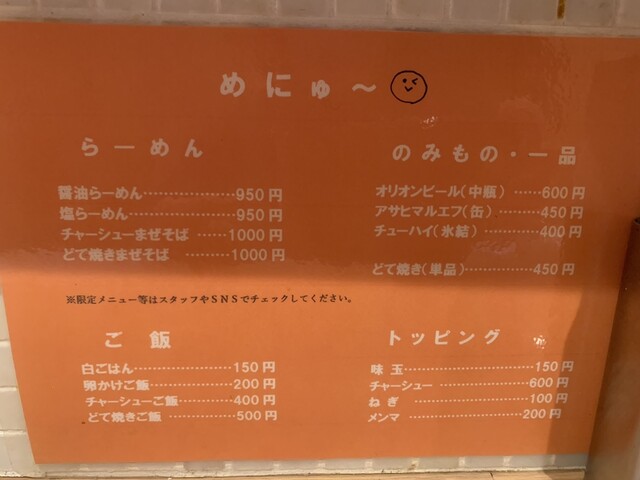 めにゅ～
らーめん
醤油らーめん…………………950円
塩らーめん……………………950円
チャーシューまぜそば………1000円
どて焼きまぜそば……………1000円
※限定メニュー等はスタッフやSNSでチェックしてください。
のみもの・一品
オリオンビール(中瓶)……600円
アサヒマルエフ(缶)………450円
チューハイ(氷結)…………400円
どて焼き(単品)……………450円
ご飯
白ごはん………………………150円
卵かけご飯……………………200円
チャーシューご飯……………400円
どて焼きご飯…………………500円
トッピング
味玉……………………………150円
チャーシュー…………………600円
ねぎ……………………………100円
メンマ…………………………200円